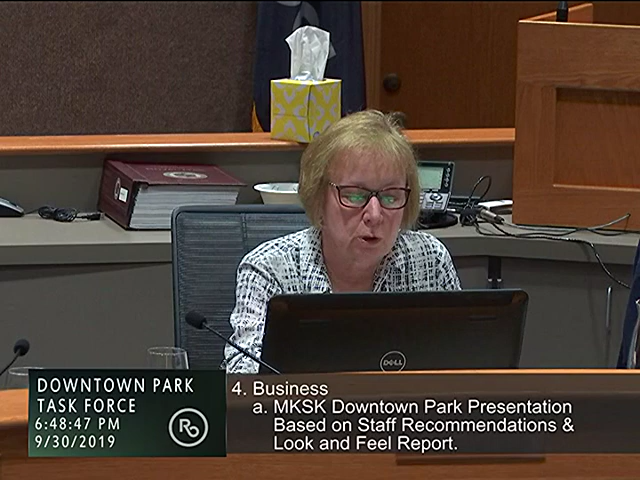 DELL
DOWNTOWN PARK
TASK FORCE
6:48:47 PM
9/30/2019
RO
4. Business
a. MKSK Downtown Park Presentation
Based on Staff Recommendations &
Look and Feel Report.